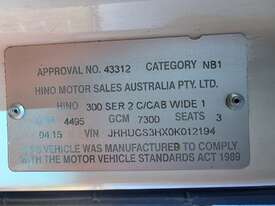 APPROVAL NO. 43312 CATEGORY NB1
HINO MOTOR SALES AUSTRALIA PTY. LTD.
HINO 300 SER 2 C/CAB WIDE 1
4495 GCM 7300 SEATS 3
04.15 VIN JHHUCS3HX0K012194
THIS VEHICLE WAS MANUFACTURED TO COMPLY
WITH THE MOTOR VEHICLE STANDARDS ACT 1989